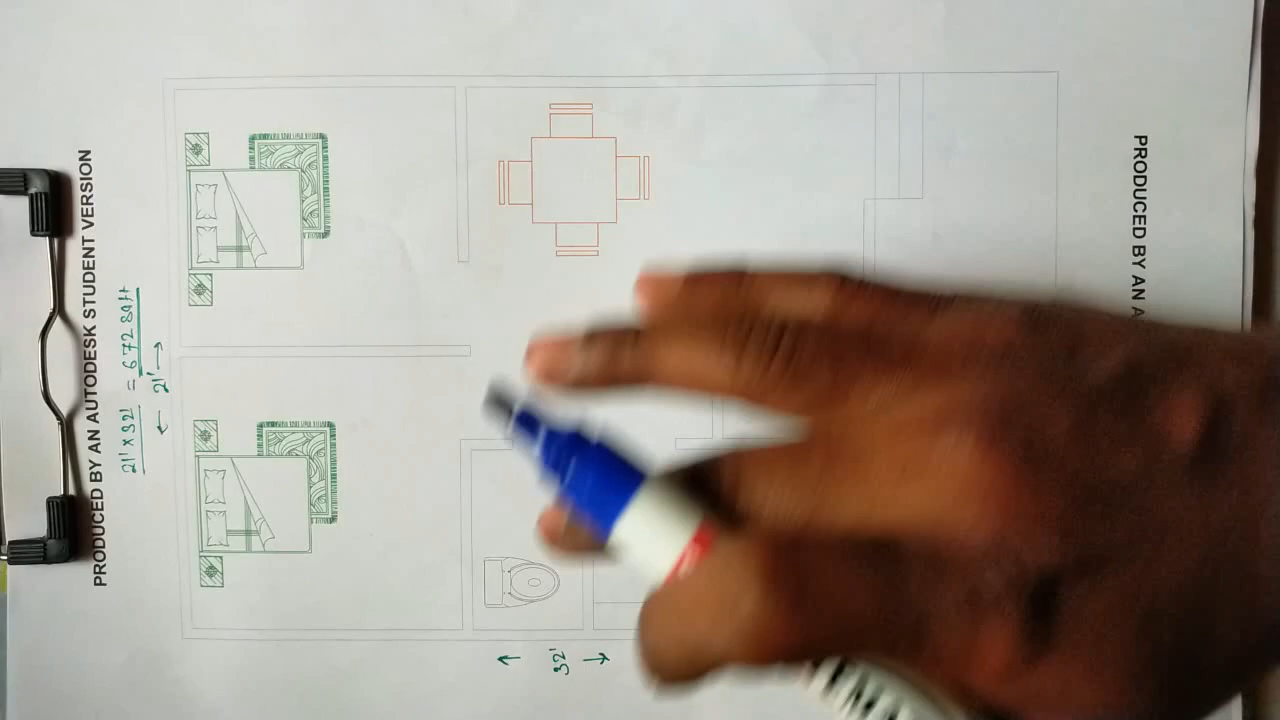 PRODUCED BY AN AUTODESK STUDENT VERSION
21' x 32' = 672 Sqft
← 21' →
← 32' →
PRODUCED BY AN A